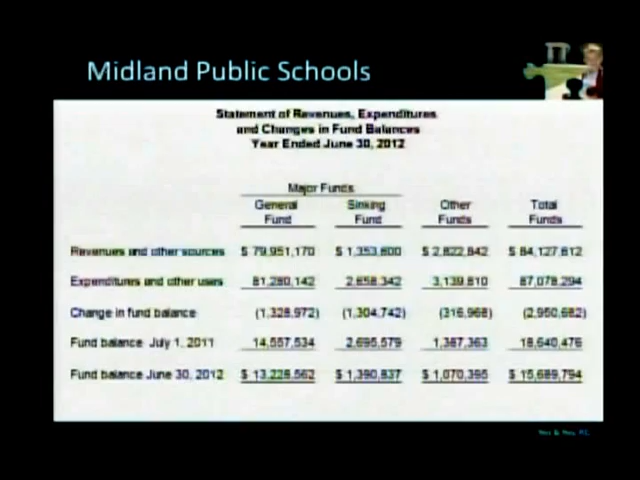 Midland Public Schools
Statement of Revenues, Expenditures
and Changes in Fund Balances
Year Ended June 30, 2012
Major Funds
General Fund Sinking Fund Other Funds Total Funds
Revenues and other sources $ 79,951,170 $ 1,353,600 $ 2,822,842 $ 84,127,612
Expenditures and other uses 81,280,142 2,658,342 3,139,810 87,078,294
Change in fund balance (1,328,972) (1,304,742) (316,968) (2,950,682)
Fund balance July 1, 2011 14,557,534 2,695,579 1,387,363 18,640,476
Fund balance June 30, 2012 $ 13,228,562 $ 1,390,837 $ 1,070,395 $ 15,689,794